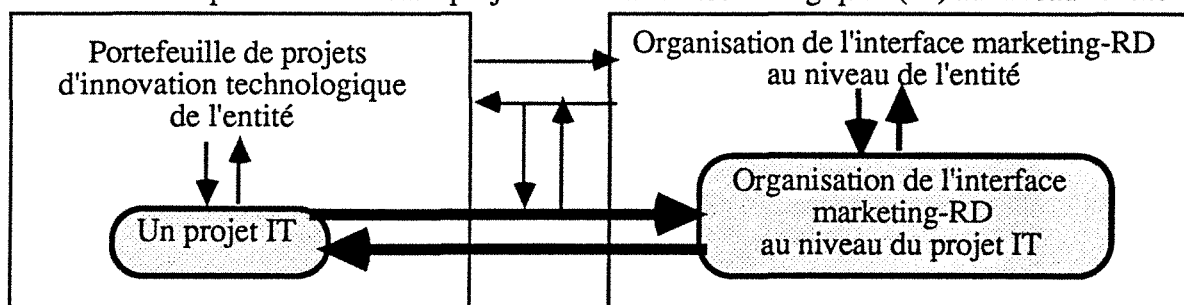 Portefeuille de projets
d'innovation technologique
de l'entité
Un projet IT
Organisation de l'interface marketing-RD
au niveau de l'entité
Organisation de l'interface
marketing-RD
au niveau du projet IT